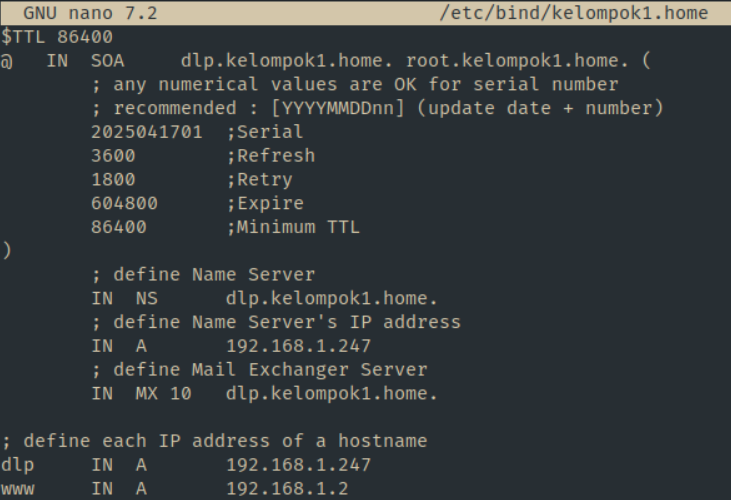 GNU nano 7.2 /etc/bind/kelompok1.home
$TTL 86400
@ IN SOA dlp.kelompok1.home. root.kelompok1.home. (
; any numerical values are OK for serial number
; recommended : [YYYYMMDDnn] (update date + number)
2025041701 ;Serial
3600 ;Refresh
1800 ;Retry
604800 ;Expire
86400 ;Minimum TTL
)
; define Name Server
IN NS dlp.kelompok1.home.
; define Name Server's IP address
IN A 192.168.1.247
; define Mail Exchanger Server
IN MX 10 dlp.kelompok1.home.
; define each IP address of a hostname
dlp IN A 192.168.1.247
www IN A 192.168.1.2